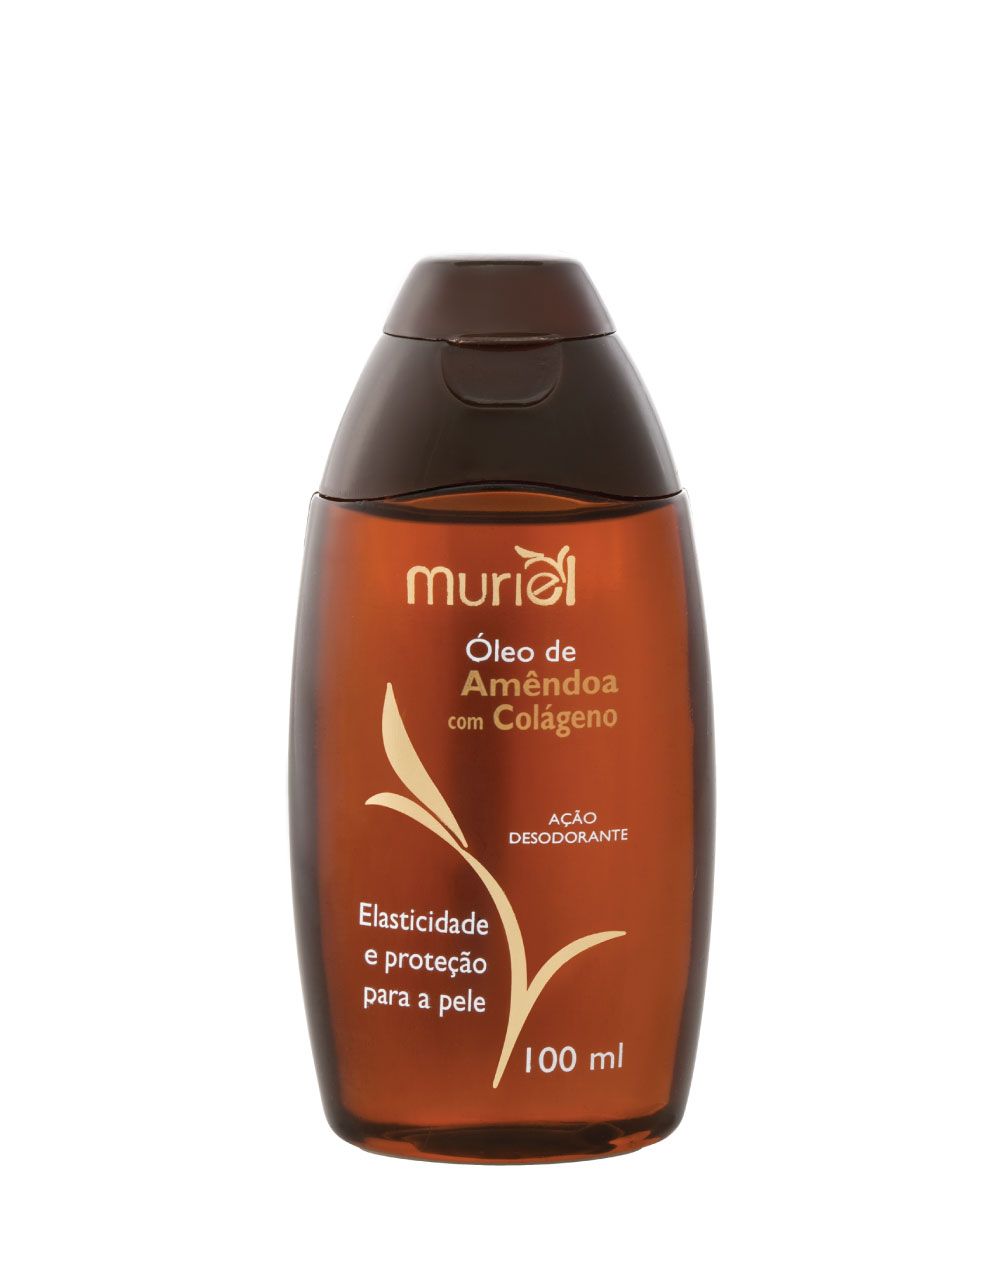 muriel
Óleo de
Amêndoa
com Colágeno
AÇÃO
DESODORANTE
Elasticidade
e proteção
para a pele
100 ml